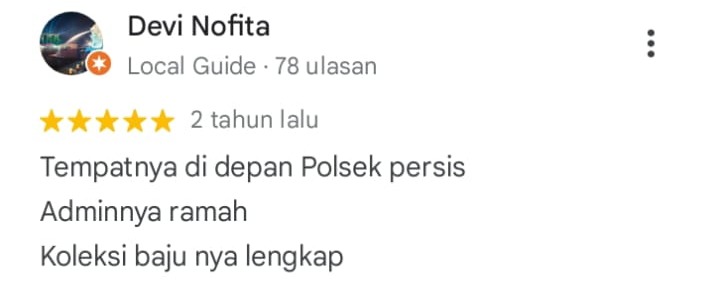 Devi Nofita
Local Guide · 78 ulasan
2 tahun lalu
Tempatnya di depan Polsek persis
Adminnya ramah
Koleksi baju nya lengkap